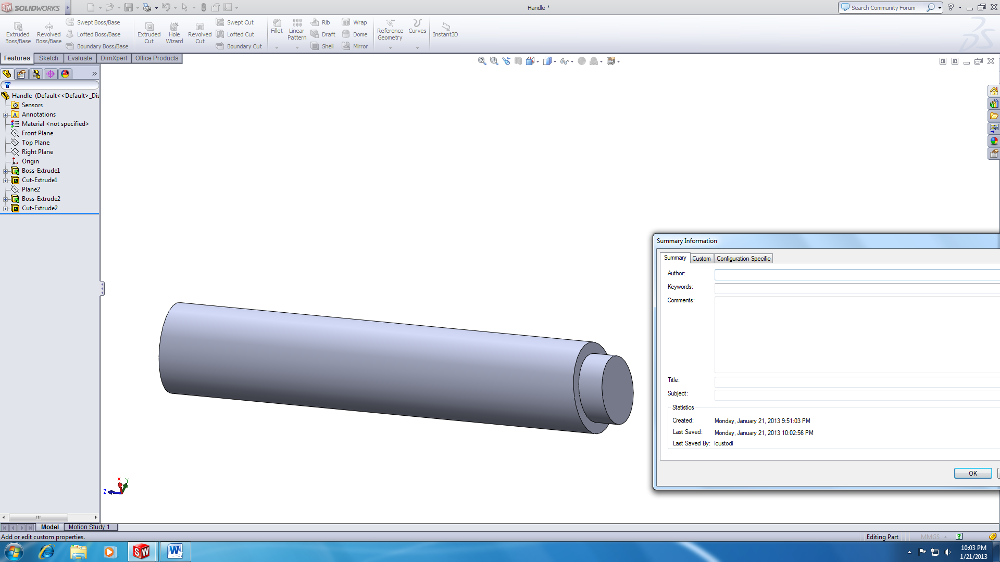 SOLIDWORKS
Handle *
Search Community Forum
Extruded Boss/Base
Revolved Boss/Base
Swept Boss/Base
Lofted Boss/Base
Boundary Boss/Base
Extruded Cut
Hole Wizard
Revolved Cut
Swept Cut
Lofted Cut
Boundary Cut
Fillet
Linear Pattern
Rib
Draft
Shell
Wrap
Dome
Mirror
Reference Geometry
Curves
Instant3D
Features Sketch Evaluate DimXpert Office Products
Handle (Default<<Default>_Dis
Sensors
Annotations
Material <not specified>
Front Plane
Top Plane
Right Plane
Origin
Boss-Extrude1
Cut-Extrude1
Plane2
Boss-Extrude2
Cut-Extrude2
Summary Information
Summary Custom Configuration Specific
Author:
Keywords:
Comments:
Title:
Subject:
Statistics
Created: Monday, January 21, 2013 9:51:03 PM
Last Saved: Monday, January 21, 2013 10:02:56 PM
Last Saved By: lcustodi
OK
X Y
Z
Model Motion Study 1
Add or edit custom properties.
Editing Part
MMGS
10:03 PM
1/21/2013